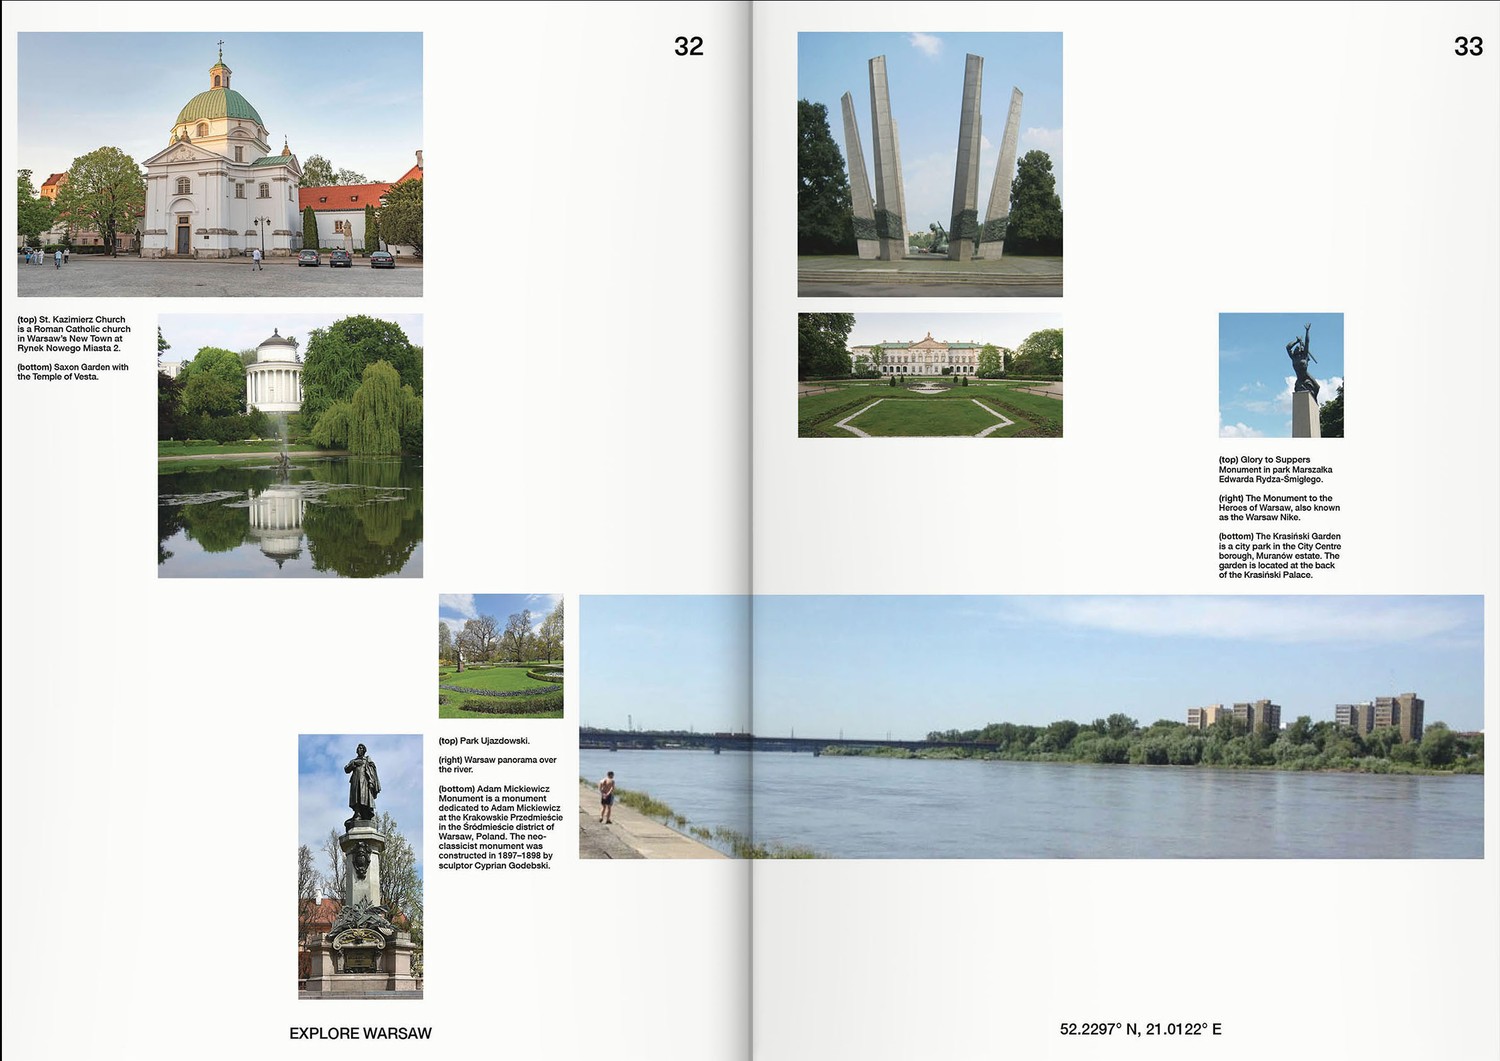 32
(top) St. Kazimierz Church
is a Roman Catholic church
in Warsaw's New Town at
Rynek Nowego Miasta 2.
(bottom) Saxon Garden with
the Temple of Vesta.
(top) Park Ujazdowski.
(right) Warsaw panorama over
the river.
(bottom) Adam Mickiewicz
Monument is a monument
dedicated to Adam Mickiewicz
at the Krakowskie Przedmieście
in the Śródmieście district of
Warsaw, Poland. The neo-
classicist monument was
constructed in 1897–1898 by
sculptor Cyprian Godebski.
EXPLORE WARSAW
33
(top) Glory to Suppers
Monument in park Marszałka
Edwarda Rydza-Śmigłego.
(right) The Monument to the
Heroes of Warsaw, also known
as the Warsaw Nike.
(bottom) The Krasiński Garden
is a city park in the City Centre
borough, Muranów estate. The
garden is located at the back
of the Krasiński Palace.
52.2297° N, 21.0122° E